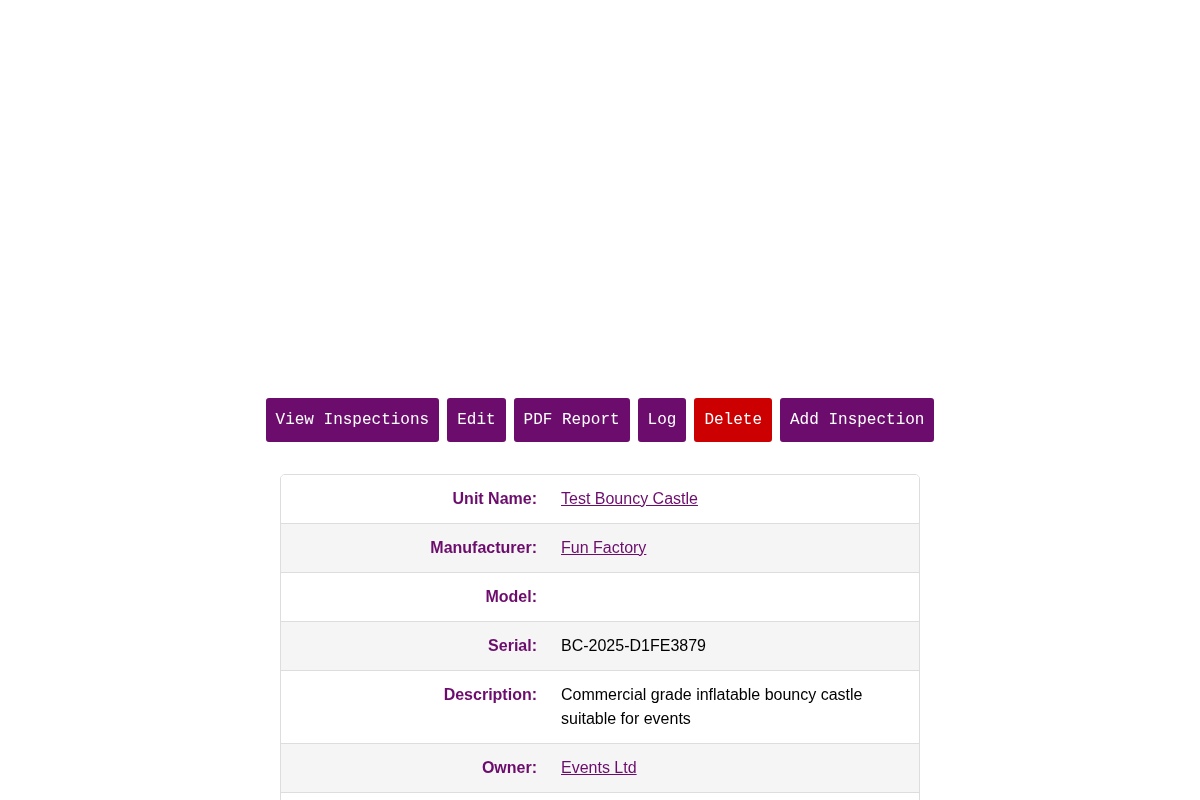 View Inspections Edit PDF Report Log Delete Add Inspection
Unit Name: Test Bouncy Castle
Manufacturer: Fun Factory
Model:
Serial: BC-2025-D1FE3879
Description: Commercial grade inflatable bouncy castle
suitable for events
Owner: Events Ltd